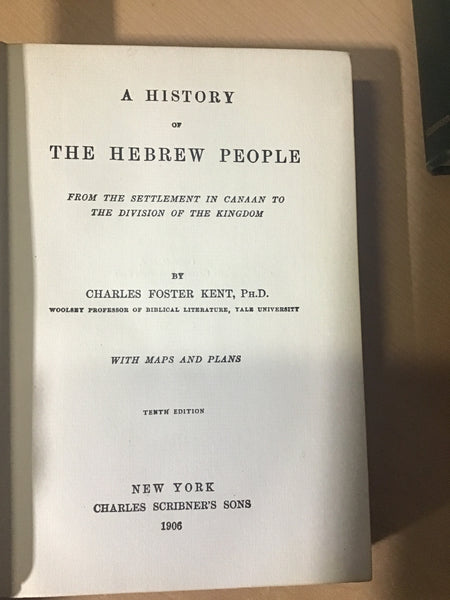 A HISTORY
OF
THE HEBREW PEOPLE
FROM THE SETTLEMENT IN CANAAN TO
THE DIVISION OF THE KINGDOM
BY
CHARLES FOSTER KENT, PH.D.
WOOLSEY PROFESSOR OF BIBLICAL LITERATURE, YALE UNIVERSITY
WITH MAPS AND PLANS
TENTH EDITION
NEW YORK
CHARLES SCRIBNER'S SONS
1906